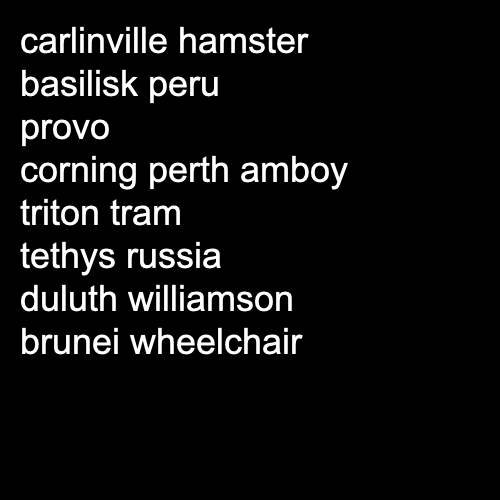 carlinville hamster
basilisk peru
provo
corning perth amboy
triton tram
tethys russia
duluth williamson
brunei wheelchair